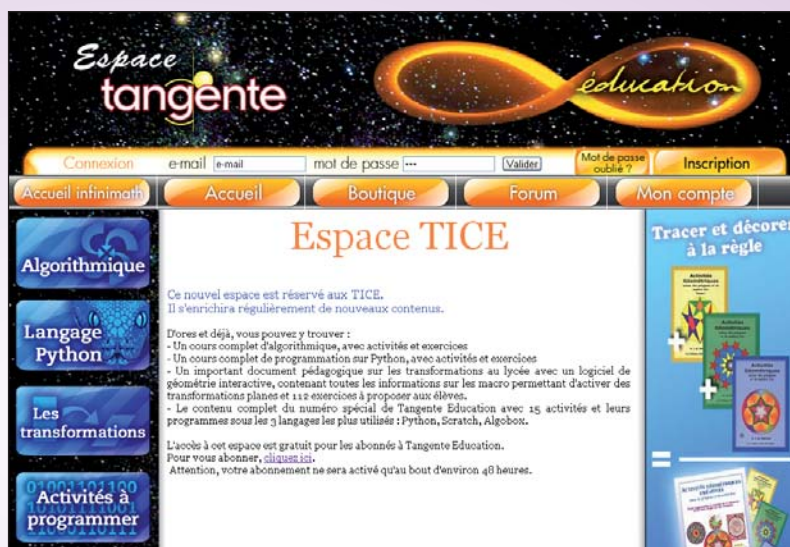 Espace
tangente
éducation
Connexion e-mail e-mail mot de passe Valider Mot de passe oublié ? Inscription
Accueil infinimath Accueil Boutique Forum Mon compte
Algorithmique
Langage
Python
Les
transformations
Activités à
programmer
Espace TICE
Ce nouvel espace est réservé aux TICE.
Il s'enrichira régulièrement de nouveaux contenus.
D'ores et déjà, vous pouvez y trouver :
- Un cours complet d'algorithmique, avec activités et exercices
- Un cours complet de programmation sur Python, avec activités et exercices
- Un important document pédagogique sur les transformations au lycée avec un logiciel de
géométrie interactive, contenant toutes les informations sur les macro permettant d'activer des
transformations planes et 112 exercices à proposer aux élèves.
- Le contenu complet du numéro spécial de Tangente Education avec 15 activités et leurs
programmes sous les 3 langages les plus utilisés : Python, Scratch, Algobox.
L'accès à cet espace est gratuit pour les abonnés à Tangente Education.
Pour vous abonner, cliquez ici.
Attention, votre abonnement ne sera activé qu'au bout d'environ 48 heures.
Tracer et décorer
à la règle
Activités
Géométriques
+
Activités
Géométriques
+
Activités
Géométriques
=